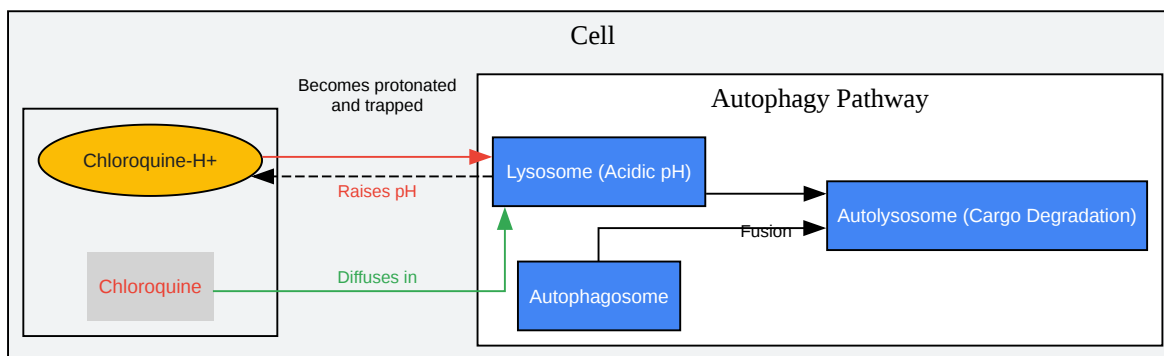 Cell
Becomes protonated
and trapped
Autophagy Pathway
Chloroquine-H+
Lysosome (Acidic pH)
Raises pH
Autolysosome (Cargo Degradation)
Fusion
Chloroquine
Diffuses in
Autophagosome